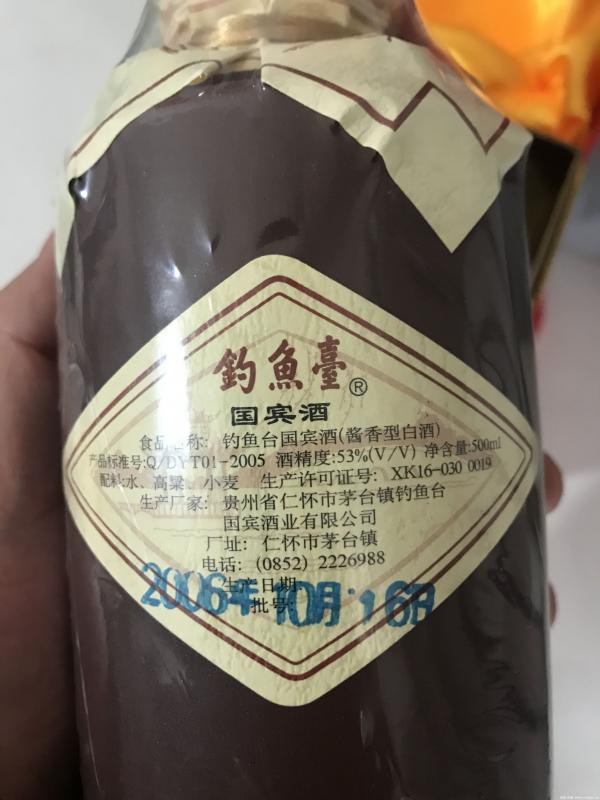 釣魚臺®
国宾酒
食品名称: 钓鱼台国宾酒(酱香型白酒)
产品标准号:Q/DYT01-2005 酒精度:53%(V/V) 净含量:500ml
配料:水、高粱、小麦 生产许可证号: XK16-030 0019
生产厂家: 贵州省仁怀市茅台镇钓鱼台
国宾酒业有限公司
厂址: 仁怀市茅台镇
电话: (0852) 2226988
生产日期:
2006年10月16日
批号: